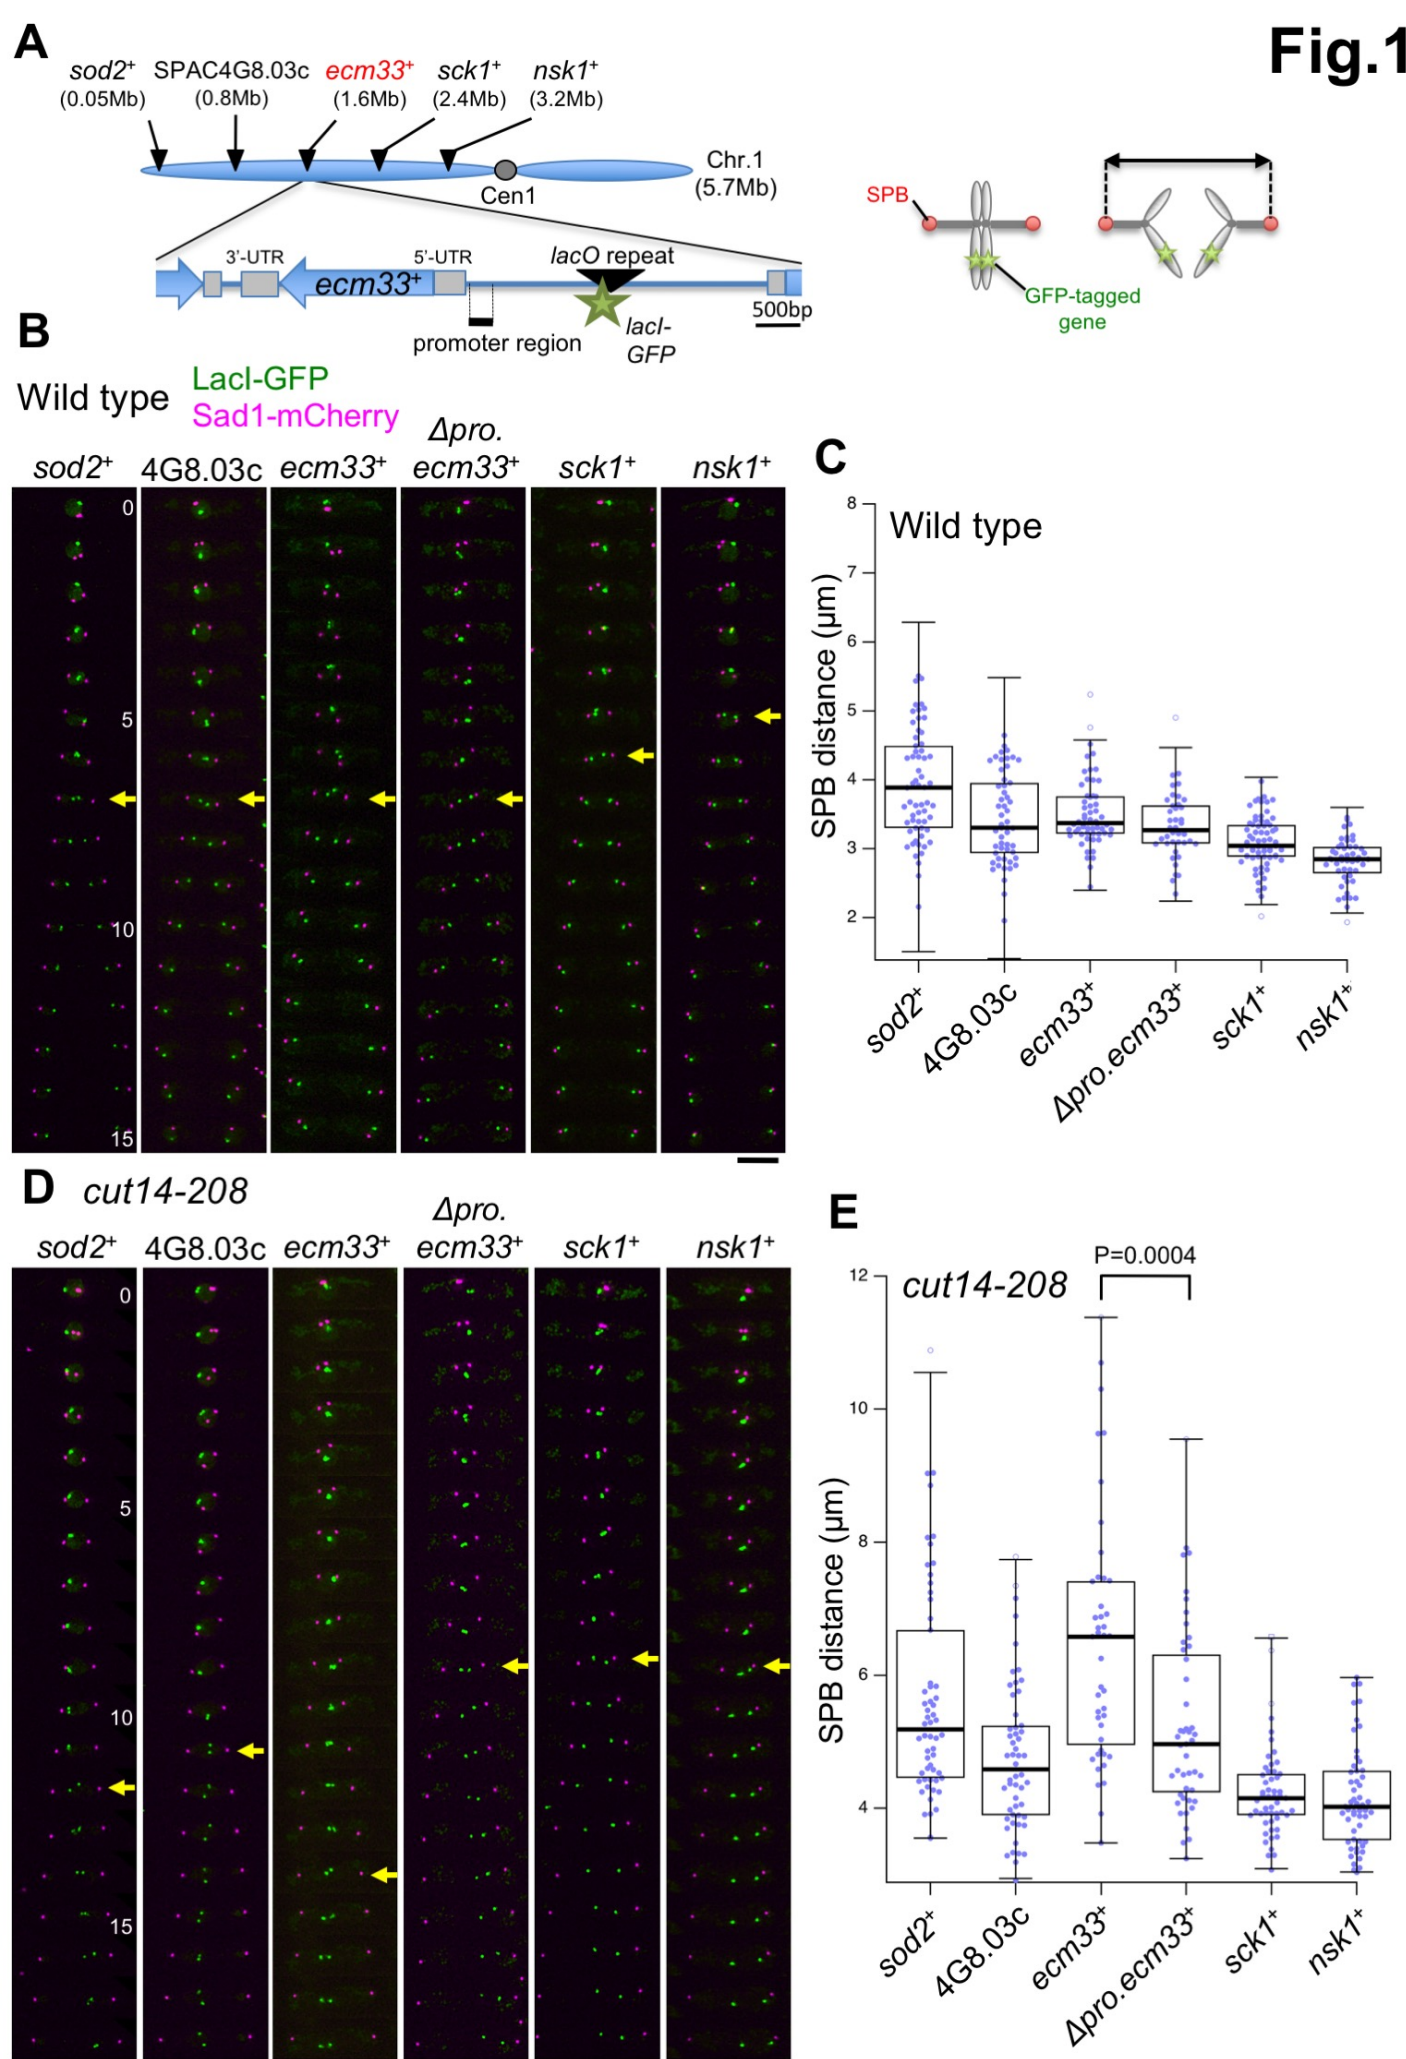 Fig.1
A
sod2⁺ SPAC4G8.03c ecm33⁺ sck1⁺ nsk1⁺
(0.05Mb) (0.8Mb) (1.6Mb) (2.4Mb) (3.2Mb)
Chr.1
(5.7Mb)
Cen1
3'-UTR 5'-UTR lacO repeat
ecm33⁺
500bp
promoter region
lacI-
GFP
SPB
GFP-tagged
gene
B
Wild type
LacI-GFP
Sad1-mCherry
Δpro.
sod2⁺ 4G8.03c ecm33⁺ ecm33⁺ sck1⁺ nsk1⁺
0
5
10
15
C
Wild type
SPB distance (μm)
8
7
6
5
4
3
2
sod2⁺ 4G8.03c ecm33⁺ Δpro.ecm33⁺ sck1⁺ nsk1⁺
D
cut14-208
Δpro.
sod2⁺ 4G8.03c ecm33⁺ ecm33⁺ sck1⁺ nsk1⁺
0
5
10
15
E
cut14-208
P=0.0004
SPB distance (μm)
12
10
8
6
4
sod2⁺ 4G8.03c ecm33⁺ Δpro.ecm33⁺ sck1⁺ nsk1⁺